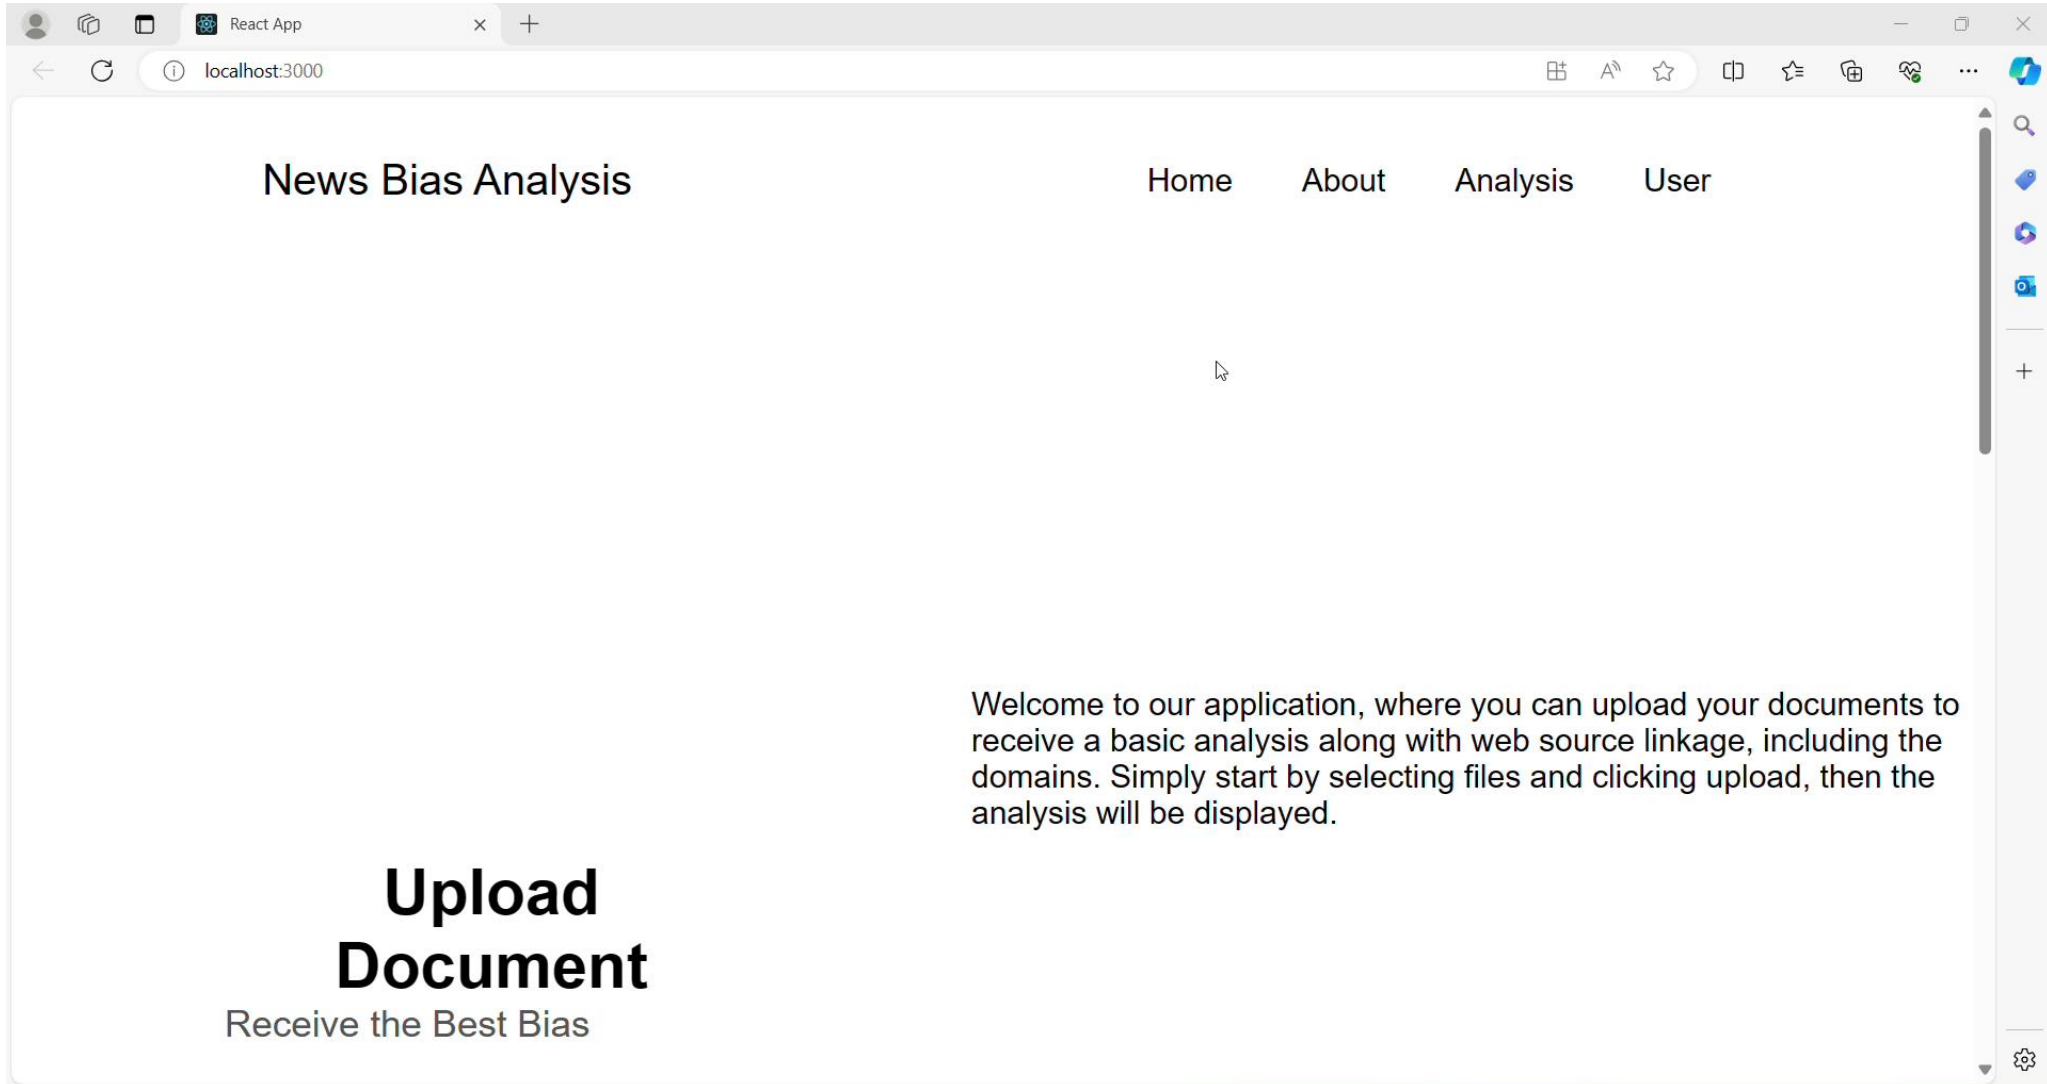 React App
localhost:3000
News Bias Analysis
Home
About
Analysis
User
Welcome to our application, where you can upload your documents to
receive a basic analysis along with web source linkage, including the
domains. Simply start by selecting files and clicking upload, then the
analysis will be displayed.
Upload
Document
Receive the Best Bias